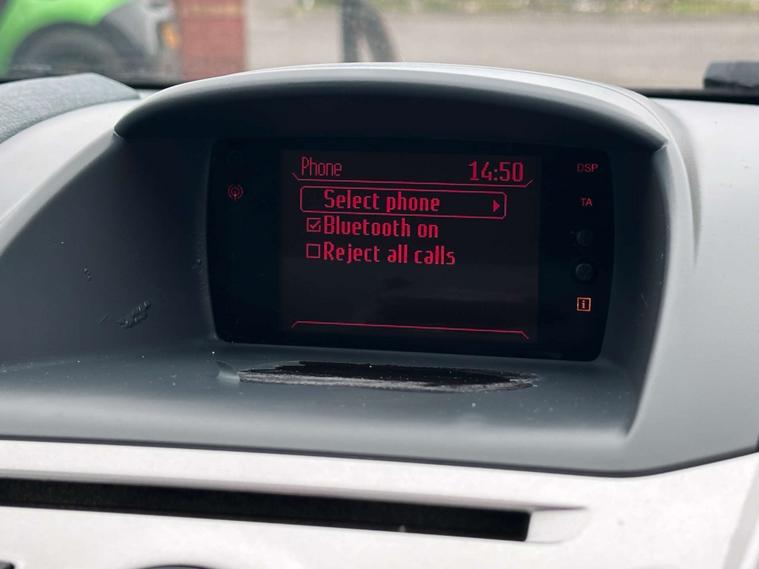 Phone 14:50 DSP
Select phone TA
Bluetooth on
Reject all calls
i